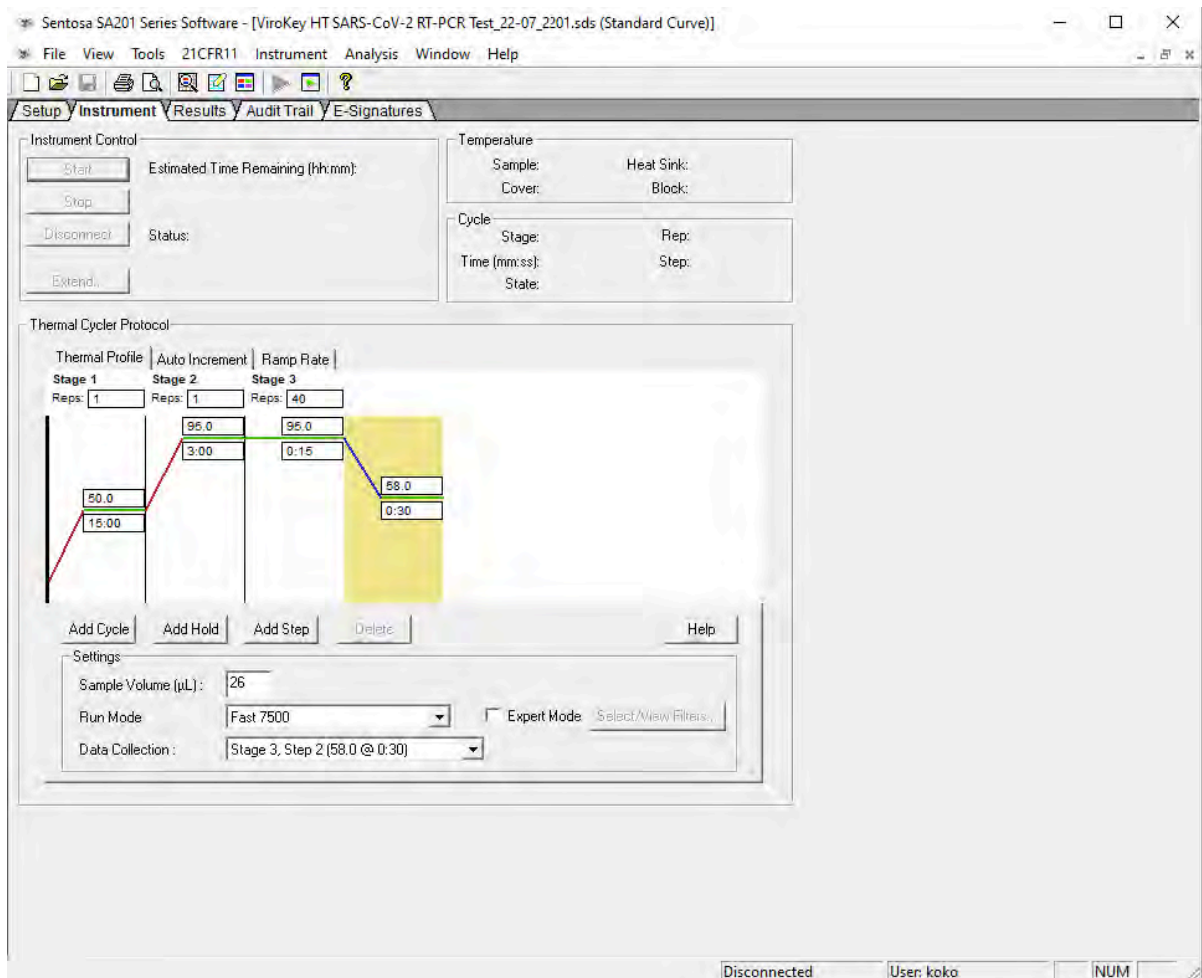 Sentosa SA201 Series Software - [ViroKey HT SARS-CoV-2 RT-PCR Test_22-07_2201.sds (Standard Curve)]
File View Tools 21CFR11 Instrument Analysis Window Help
Setup Instrument Results Audit Trail E-Signatures
Instrument Control
Start
Estimated Time Remaining (hh:mm):
Stop
Disconnect
Status:
Extend...
Temperature
Sample: Heat Sink:
Cover: Block:
Cycle
Stage: Rep:
Time (mm:ss): Step:
State:
Thermal Cycler Protocol
Thermal Profile Auto Increment Ramp Rate
Stage 1 Stage 2 Stage 3
Reps: 1 Reps: 1 Reps: 40
95.0 95.0
3:00 0:15
58.0
50.0
0:30
15:00
Add Cycle Add Hold Add Step Delete Help
Settings
Sample Volume (µL) : 26
Run Mode Fast 7500 Expert Mode Select/View Filters...
Data Collection : Stage 3, Step 2 (58.0 @ 0:30)
Disconnected User: koko NUM